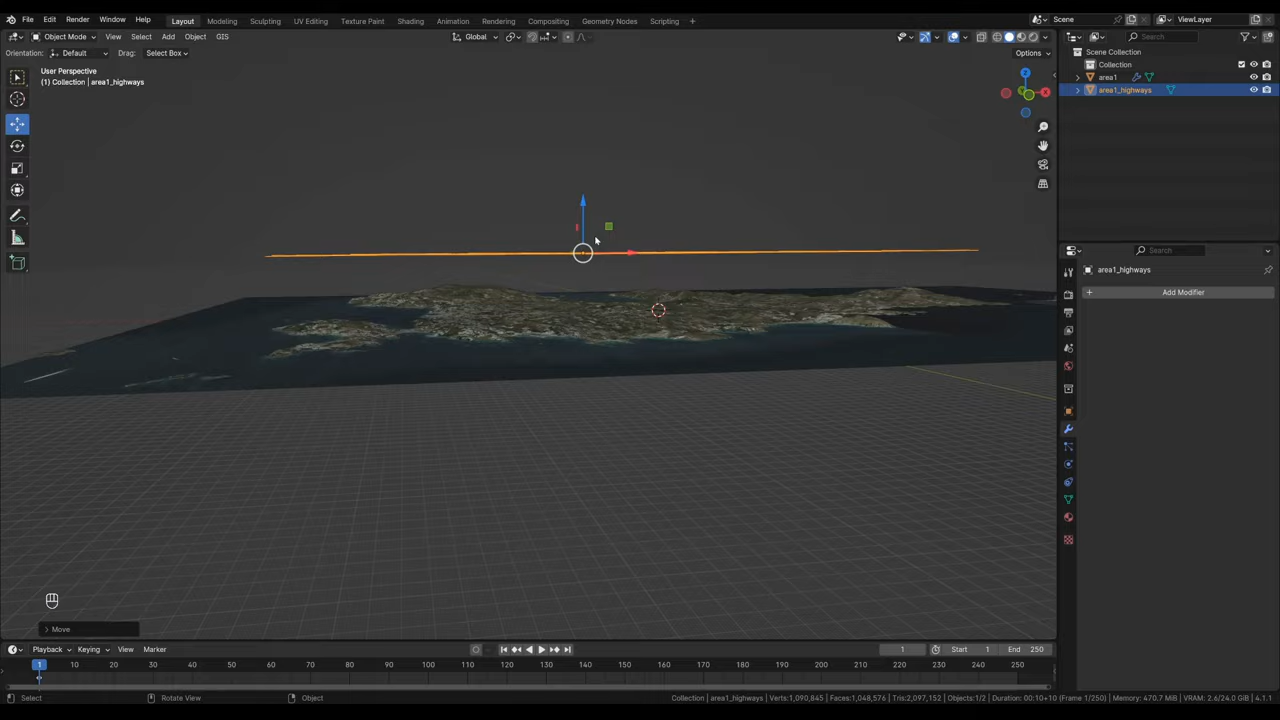 File Edit Render Window Help Layout Modeling Sculpting UV Editing Texture Paint Shading Animation Rendering Compositing Geometry Nodes Scripting + Scene ViewLayer
Object Mode View Select Add Object GIS Global Search
Orientation: Default Drag: Select Box Options
User Perspective
(1) Collection | area1_highways
Scene Collection
Collection
area1
area1_highways
Z
X
Search
area1_highways
+ Add Modifier
> Move
Playback Keying View Marker 1 Start 1 End 250
1 10 20 30 40 50 60 70 80 90 100 110 120 130 140 150 160 170 180 190 200 210 220 230 240 250
Select Rotate View Object Collection | area1_highways | Verts:1,090,845 | Faces:1,048,576 | Tris:2,097,152 | Objects:1/2 | Duration: 00:10+10 (Frame 1/250) | Memory: 470.7 MiB | VRAM: 2.6/24.0 GiB | 4.1.1